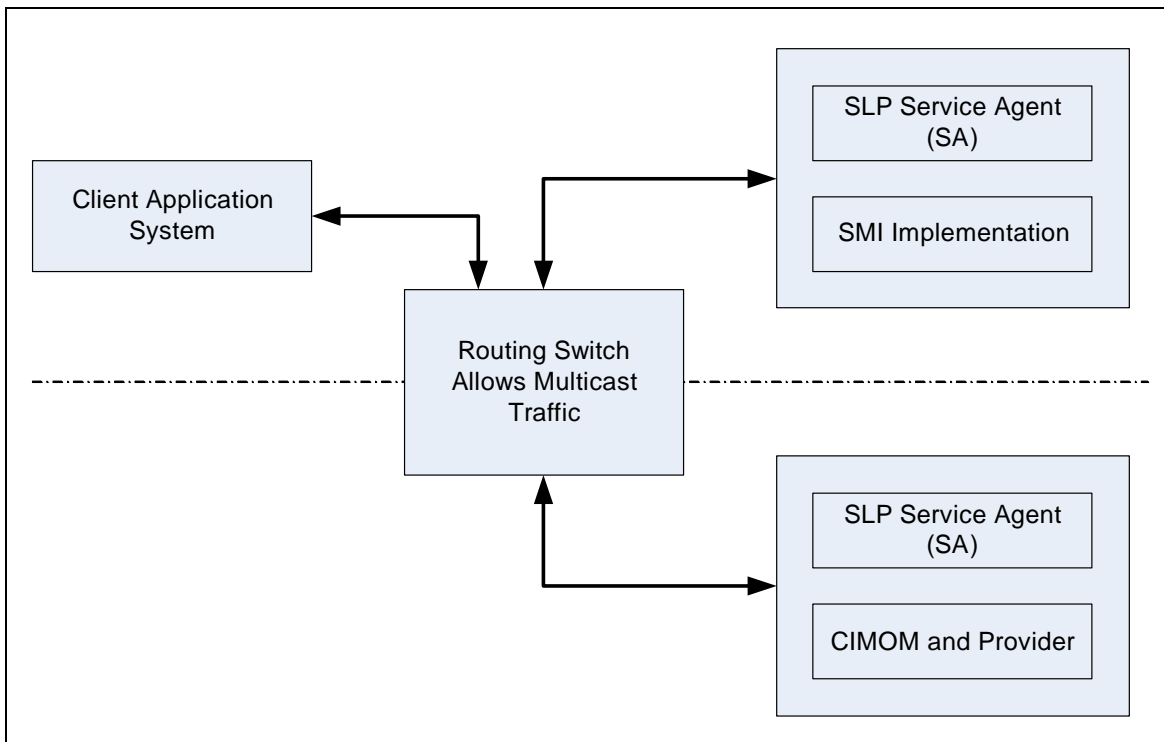 SLP Service Agent
(SA)
Client Application
System
SMI Implementation
Routing Switch
Allows Multicast
Traffic
SLP Service Agent
(SA)
CIMOM and Provider